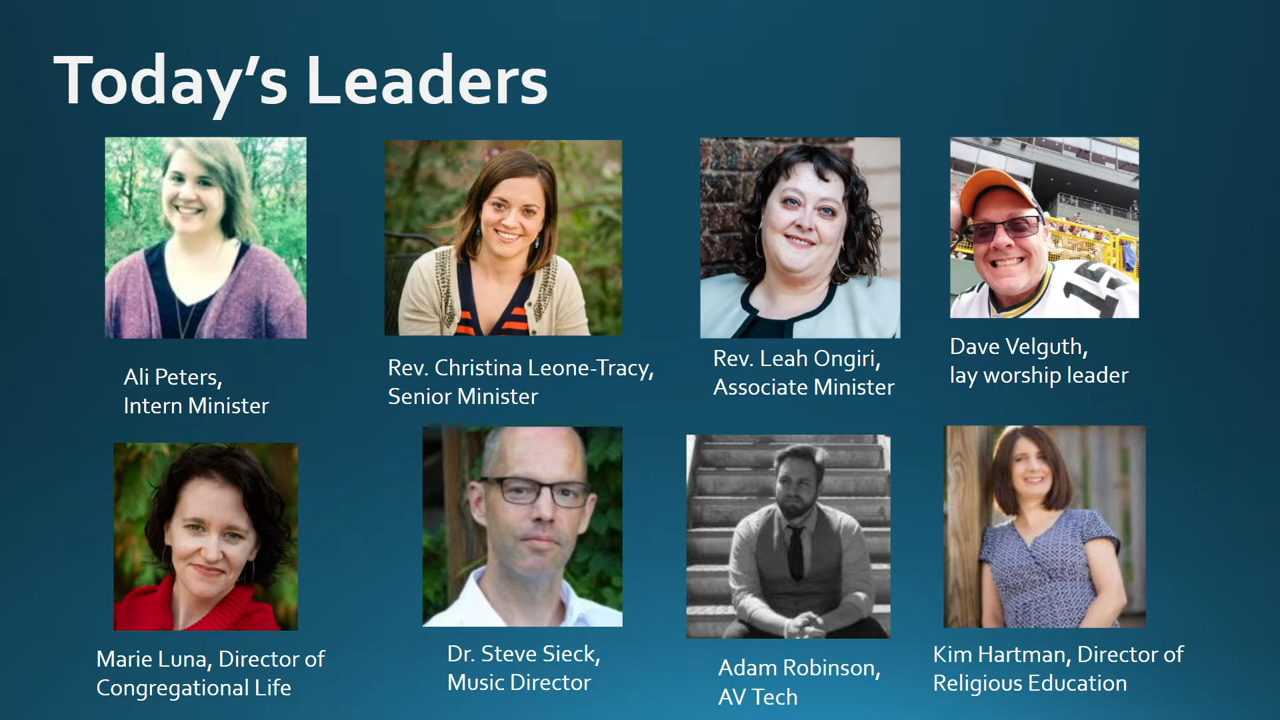 Today's Leaders
Ali Peters,
Intern Minister
Rev. Christina Leone-Tracy,
Senior Minister
Rev. Leah Ongiri,
Associate Minister
Dave Velguth,
lay worship leader
15
Marie Luna, Director of
Congregational Life
Dr. Steve Sieck,
Music Director
Adam Robinson,
AV Tech
Kim Hartman, Director of
Religious Education